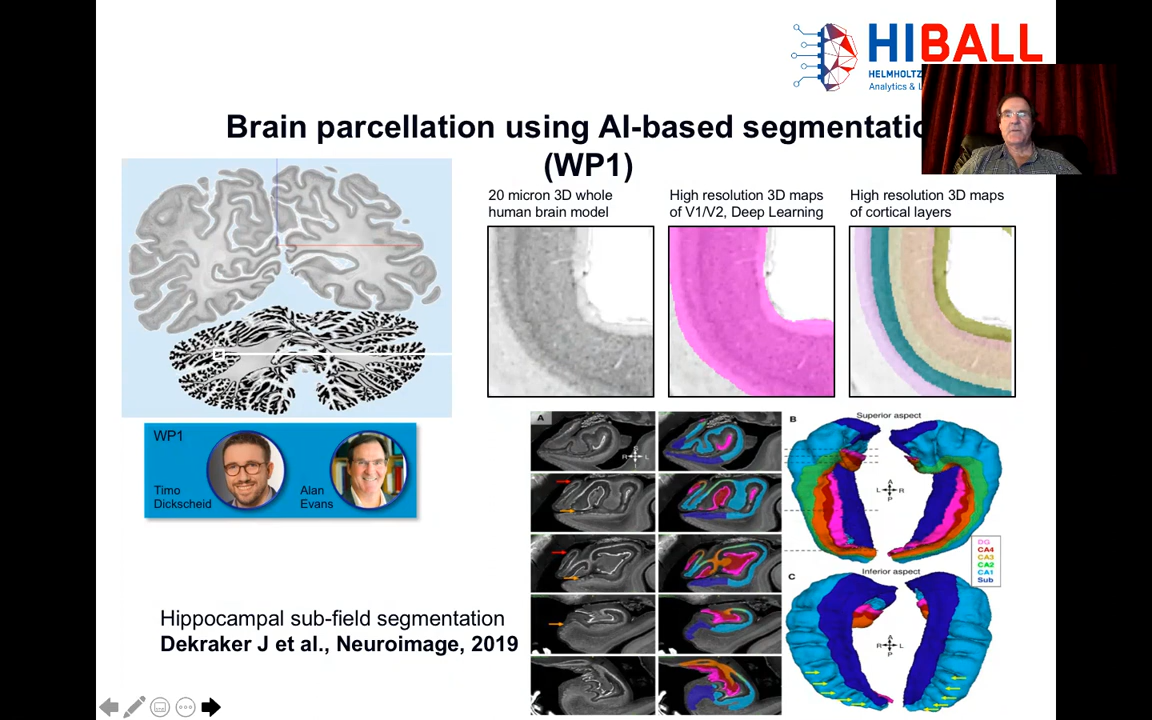 HIBALL
HELMHOLTZ
Analytics &
Brain parcellation using AI-based
(WP1)
20 micron 3D whole
human brain model
High resolution 3D maps
of V1/V2, Deep Learning
High resolution 3D maps
of cortical layers
WP1
Timo
Dickscheid
Alan
Evans
A
R L
B
Superior aspect
A
L R
P
DG
CA4
CA3
CA2
CA1
Sub
C
Inferior aspect
A
R L
P
Hippocampal sub-field segmentation
Dekraker J et al., Neuroimage, 2019